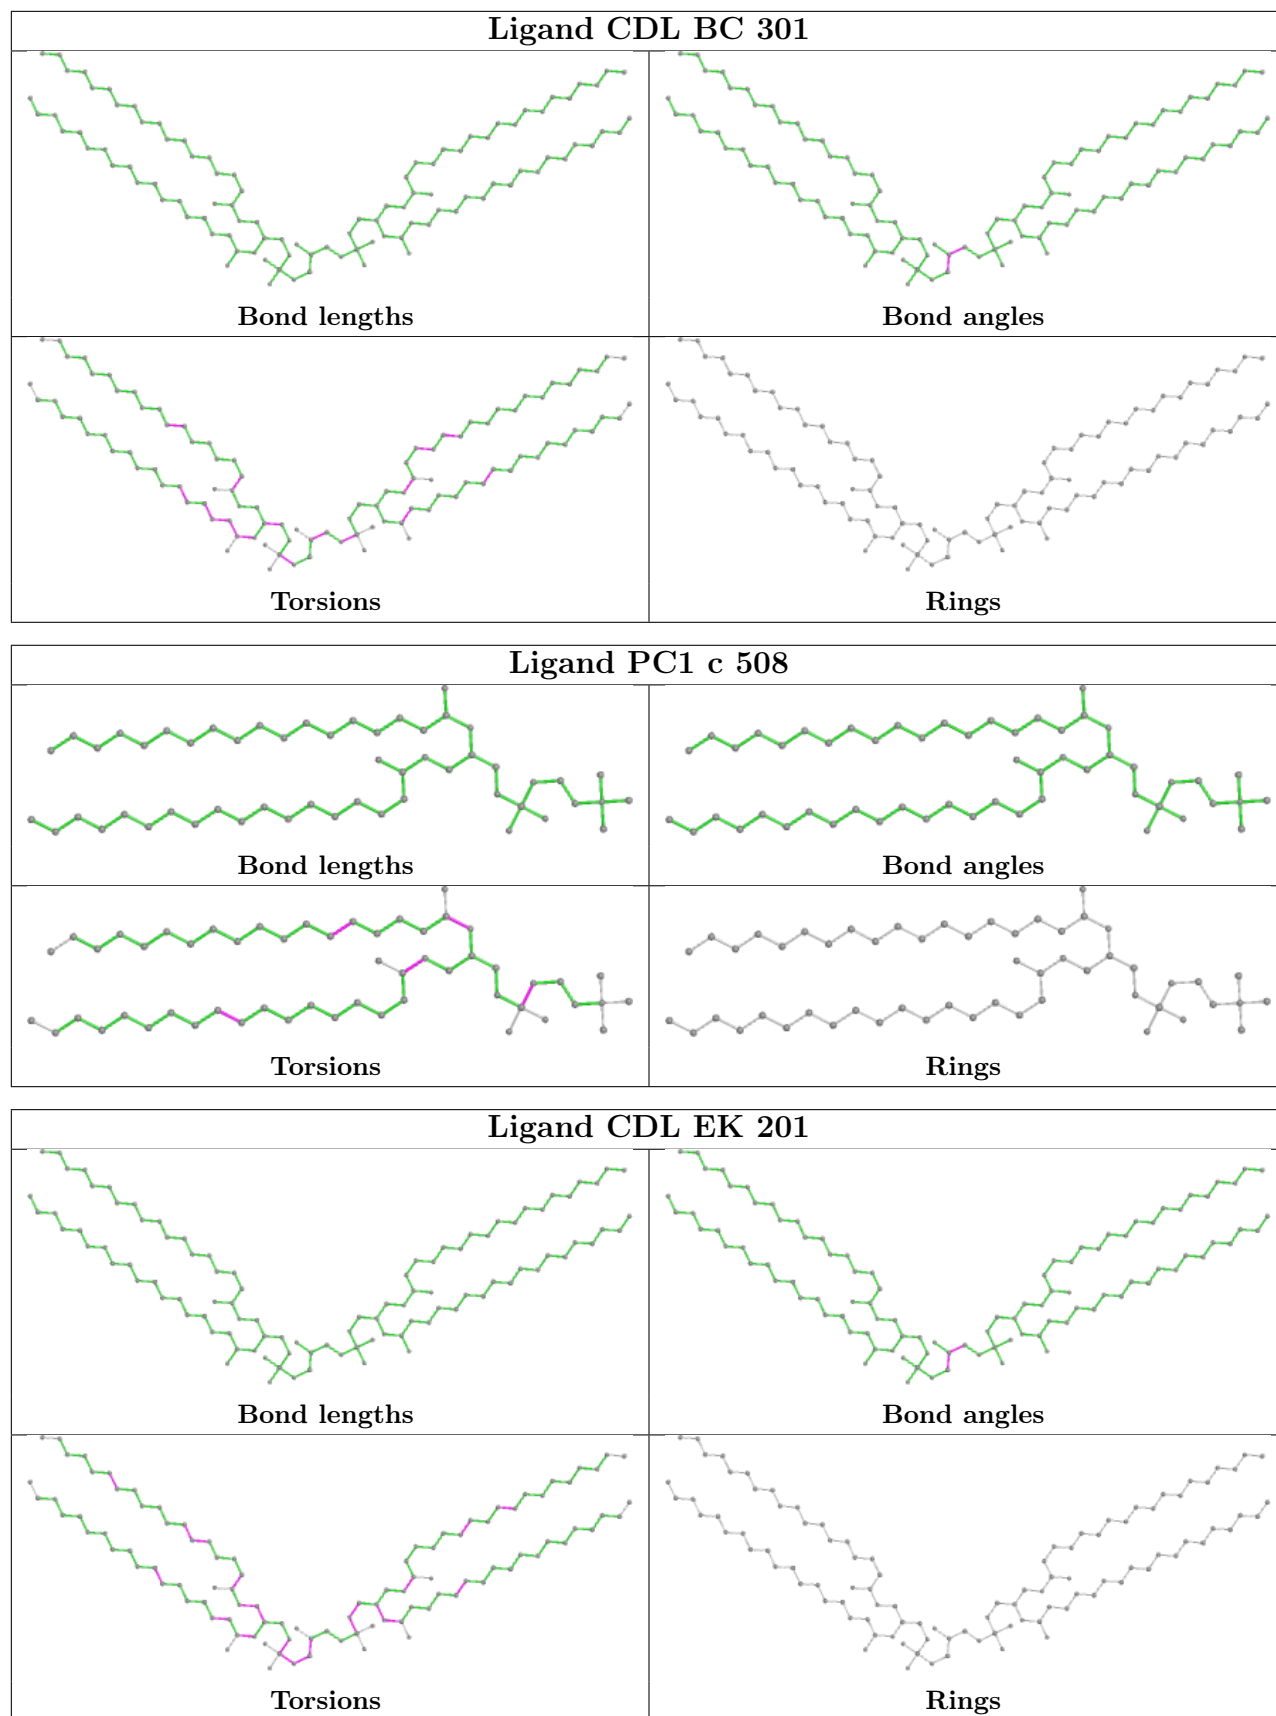 Ligand CDL BC 301
Bond lengths
Bond angles
Torsions
Rings
Ligand PC1 c 508
Bond lengths
Bond angles
Torsions
Rings
Ligand CDL EK 201
Bond lengths
Bond angles
Torsions
Rings